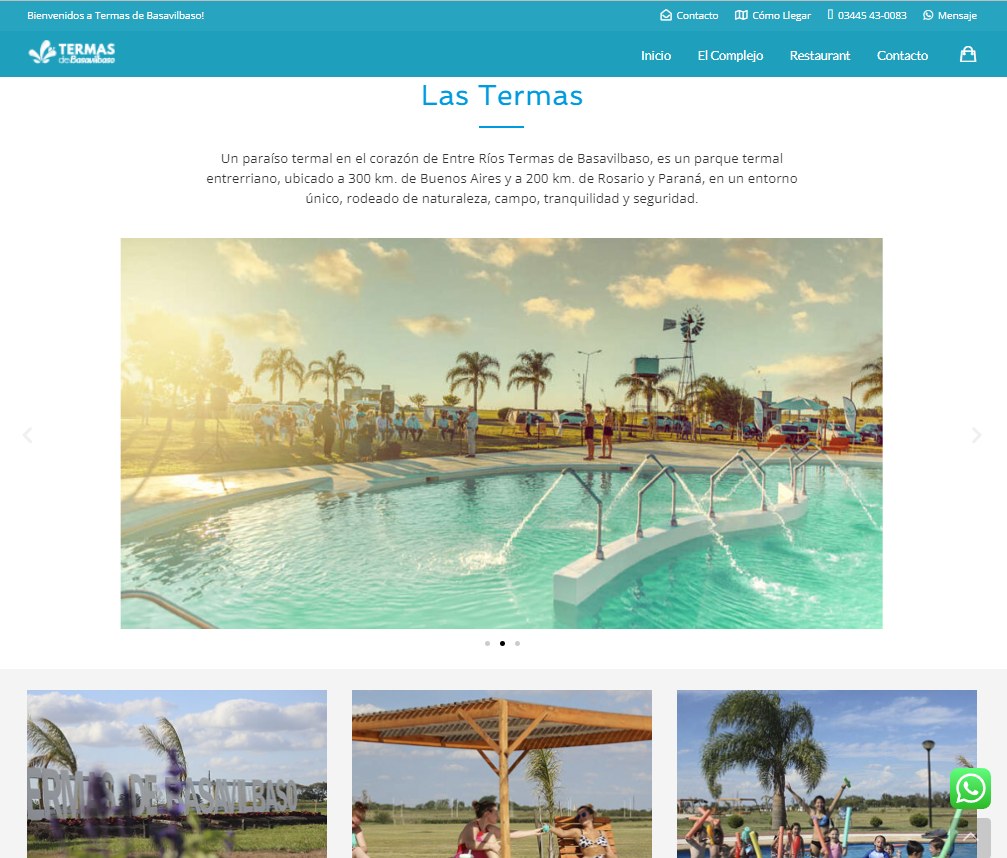 Bienvenidos a Termas de Basavilbaso!
Contacto
Cómo Llegar
03445 43-0083
Mensaje
TERMAS
de Basavilbaso
Inicio
El Complejo
Restaurant
Contacto
Las Termas
Un paraíso termal en el corazón de Entre Ríos Termas de Basavilbaso, es un parque termal
entrerriano, ubicado a 300 km. de Buenos Aires y a 200 km. de Rosario y Paraná, en un entorno
único, rodeado de naturaleza, campo, tranquilidad y seguridad.
DE BASAVILBASO